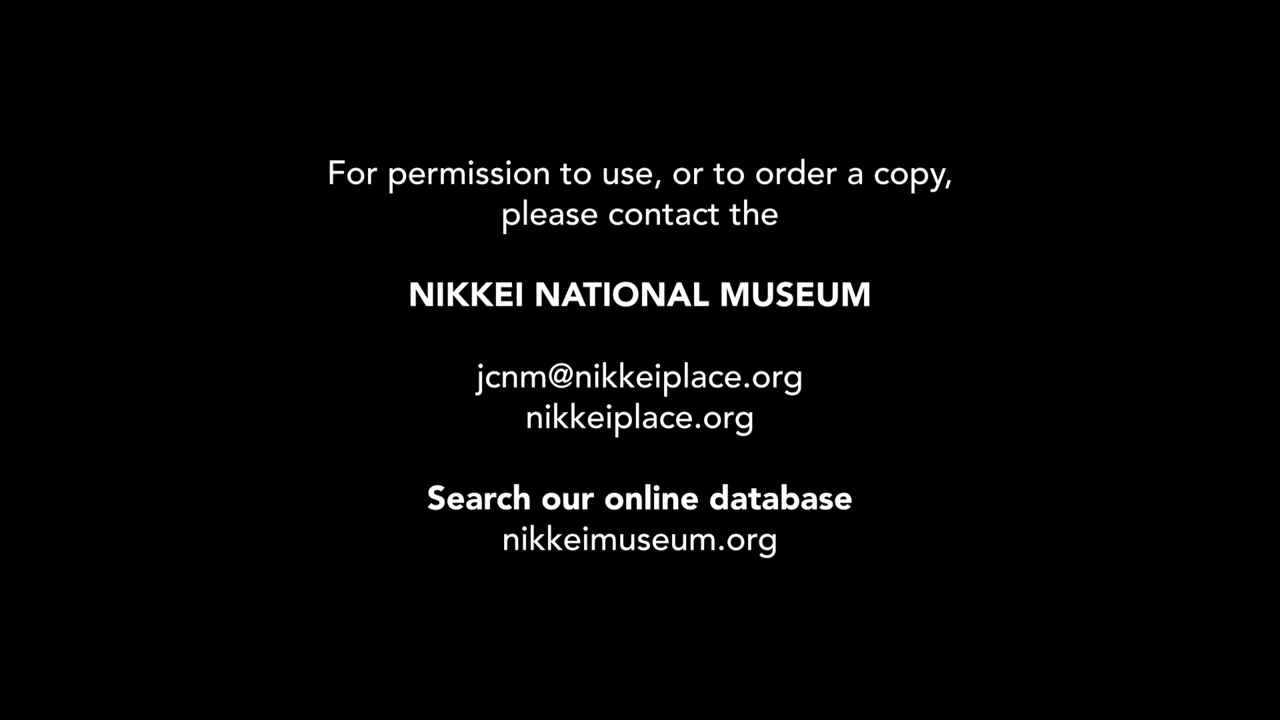 For permission to use, or to order a copy,
please contact the
NIKKEI NATIONAL MUSEUM
jcnm@nikkeiplace.org
nikkeiplace.org
Search our online database
nikkeimuseum.org